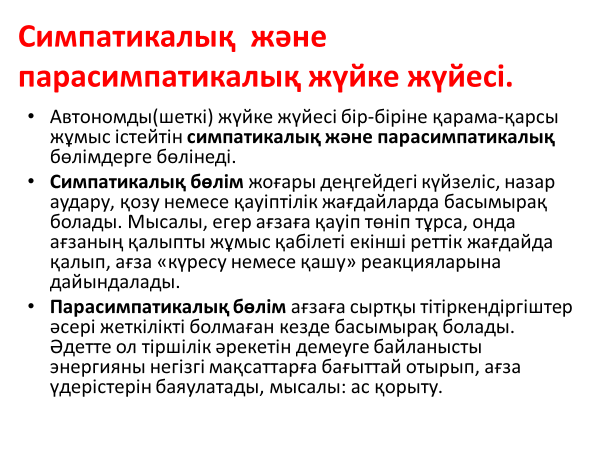 Симпатикалық  және
парасимпатикалық жүйке жүйесі.
• Автономды(шеткі) жүйке жүйесі бір-біріне қарама-қарсы
жұмыс істейтін симпатикалық және парасимпатикалық
бөлімдерге бөлінеді.
• Симпатикалық бөлім жоғары деңгейдегі күйзеліс, назар
аудару, қозу немесе қауіптілік жағдайларда басымырақ
болады. Мысалы, егер ағзаға қауіп төніп тұрса, онда
ағзаның қалыпты жұмыс қабілеті екінші реттік жағдайда
қалып, ағза «күресу немесе қашу» реакцияларына
дайындалады.
• Парасимпатикалық бөлім ағзаға сыртқы тітіркендіргіштер
әсері жеткілікті болмаған кезде басымырақ болады.
Әдетте ол тіршілік әрекетін демеуге байланысты
энергияны негізгі мақсаттарға бағыттай отырып, ағза
үдерістерін баяулатады, мысалы: ас қорыту.